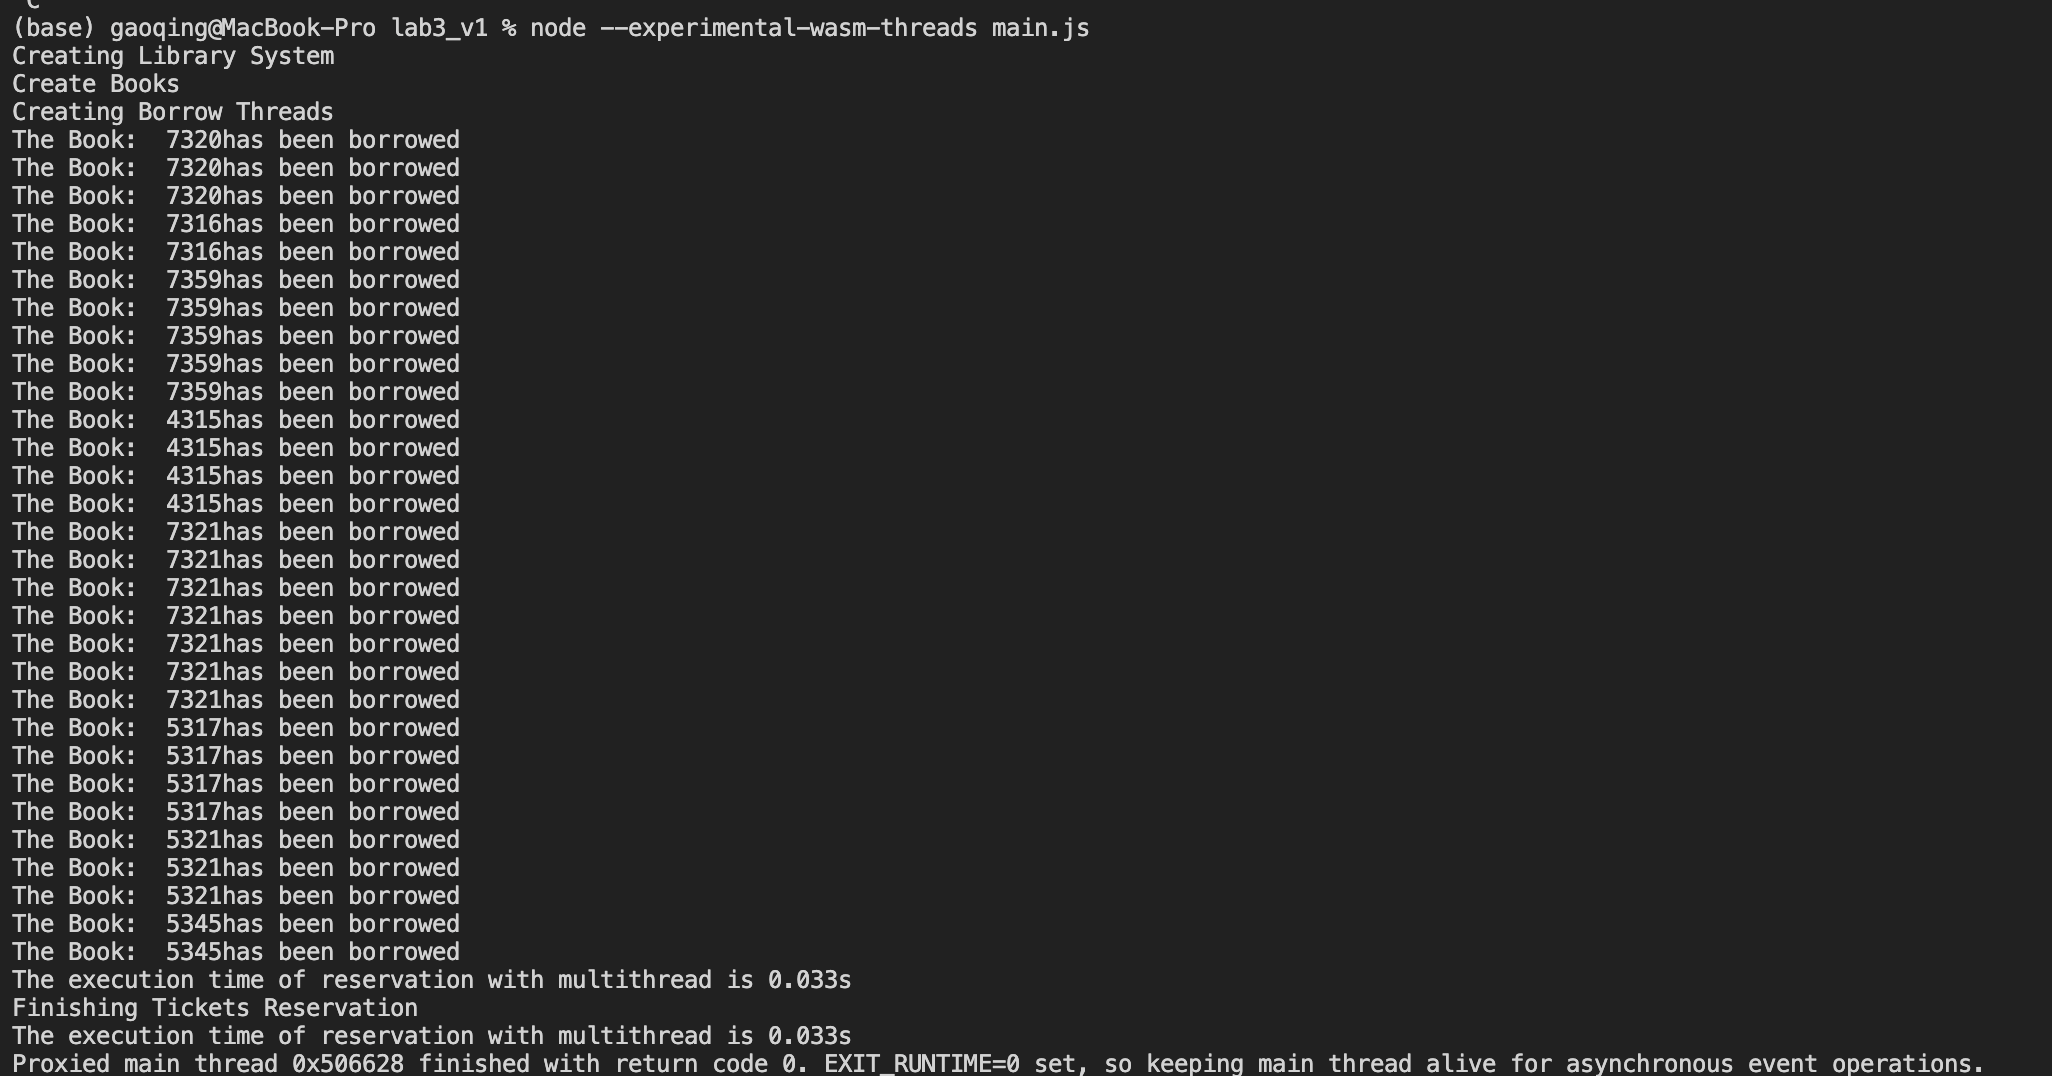 (base) gaoqing@MacBook-Pro lab3_v1 % node --experimental-wasm-threads main.js
Creating Library System
Create Books
Creating Borrow Threads
The Book:  7320has been borrowed
The Book:  7320has been borrowed
The Book:  7320has been borrowed
The Book:  7316has been borrowed
The Book:  7316has been borrowed
The Book:  7359has been borrowed
The Book:  7359has been borrowed
The Book:  7359has been borrowed
The Book:  7359has been borrowed
The Book:  7359has been borrowed
The Book:  4315has been borrowed
The Book:  4315has been borrowed
The Book:  4315has been borrowed
The Book:  4315has been borrowed
The Book:  7321has been borrowed
The Book:  7321has been borrowed
The Book:  7321has been borrowed
The Book:  7321has been borrowed
The Book:  7321has been borrowed
The Book:  7321has been borrowed
The Book:  7321has been borrowed
The Book:  5317has been borrowed
The Book:  5317has been borrowed
The Book:  5317has been borrowed
The Book:  5317has been borrowed
The Book:  5321has been borrowed
The Book:  5321has been borrowed
The Book:  5321has been borrowed
The Book:  5345has been borrowed
The Book:  5345has been borrowed
The execution time of reservation with multithread is 0.033s
Finishing Tickets Reservation
The execution time of reservation with multithread is 0.033s
Proxied main thread 0x506628 finished with return code 0. EXIT_RUNTIME=0 set, so keeping main thread alive for asynchronous event operations.